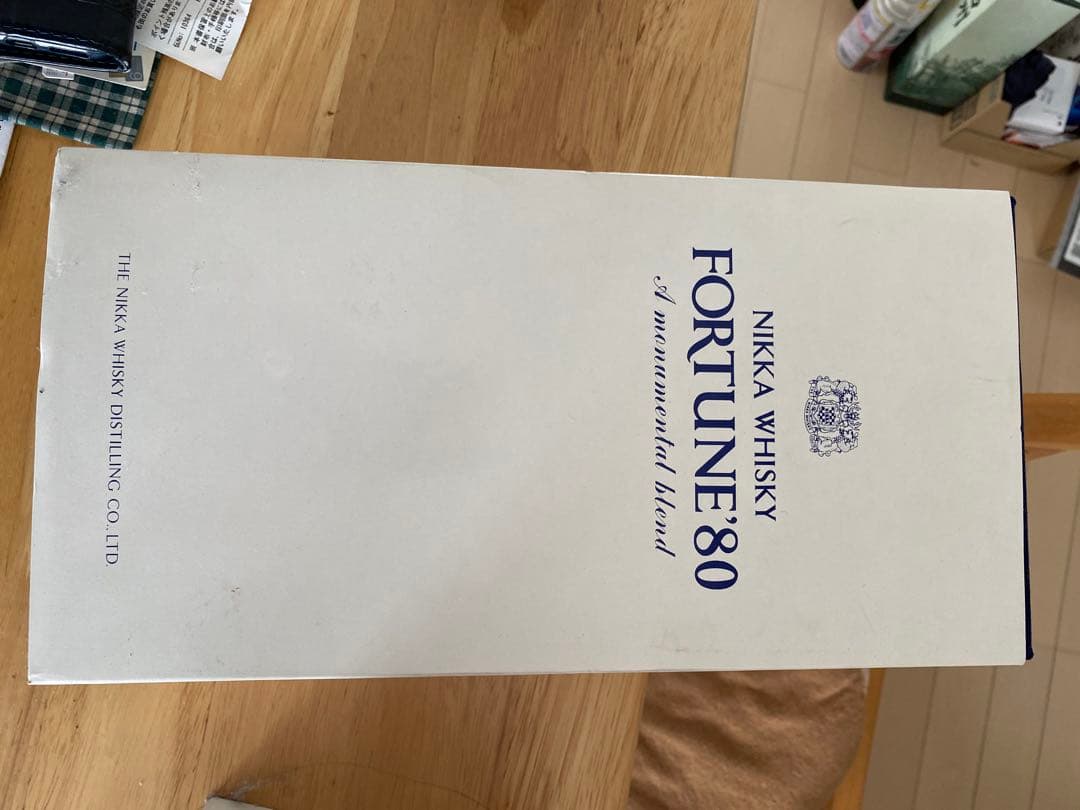 NIKKA WHISKY
FORTUNE'80
A monumental blend
THE NIKKA WHISKY DISTILLING CO., LTD.